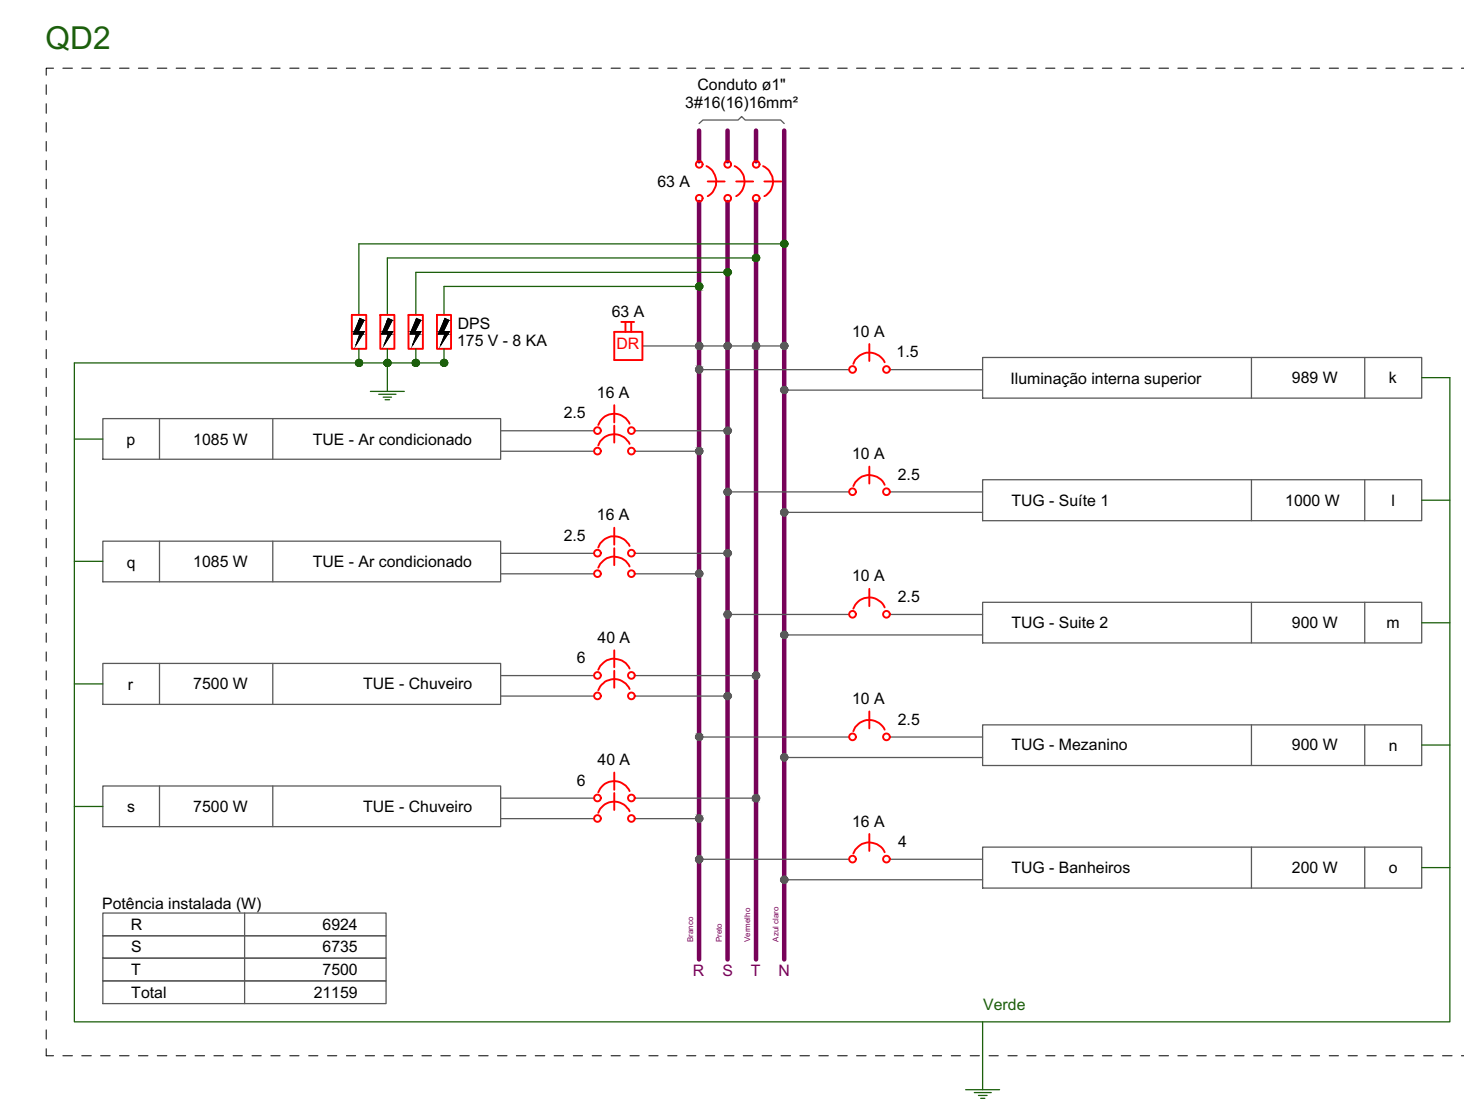 QD2
Conduto ø1"
3#16(16)16mm²
63 A
DPS
175 V - 8 KA
63 A
DR
10 A
1.5
Iluminação interna superior 989 W k
16 A
2.5
p 1085 W TUE - Ar condicionado
10 A
2.5
TUG - Suíte 1 1000 W l
16 A
2.5
q 1085 W TUE - Ar condicionado
10 A
2.5
TUG - Suite 2 900 W m
40 A
6
r 7500 W TUE - Chuveiro
10 A
2.5
TUG - Mezanino 900 W n
40 A
6
s 7500 W TUE - Chuveiro
16 A
4
TUG - Banheiros 200 W o
Potência instalada (W)
R 6924
S 6735
T 7500
Total 21159
Branco
Preto
Vermelho
Azul claro
R S T N
Verde